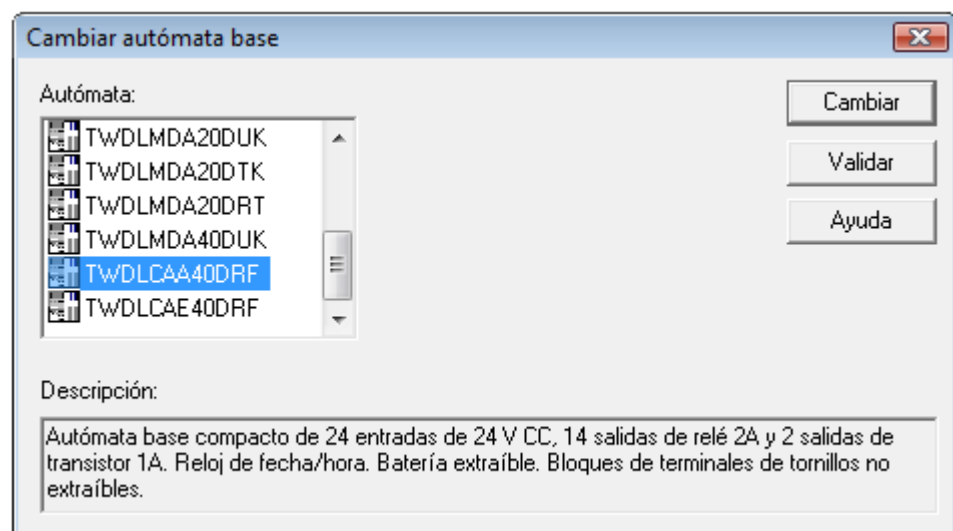 Cambiar autómata base
Autómata:
TWDLMDA20DUK
TWDLMDA20DTK
TWDLMDA20DRT
TWDLMDA40DUK
TWDLCAA40DRF
TWDLCAE40DRF
Cambiar
Validar
Ayuda
Descripción:
Autómata base compacto de 24 entradas de 24 V CC, 14 salidas de relé 2A y 2 salidas de
transistor 1A. Reloj de fecha/hora. Batería extraíble. Bloques de terminales de tornillos no
extraíbles.